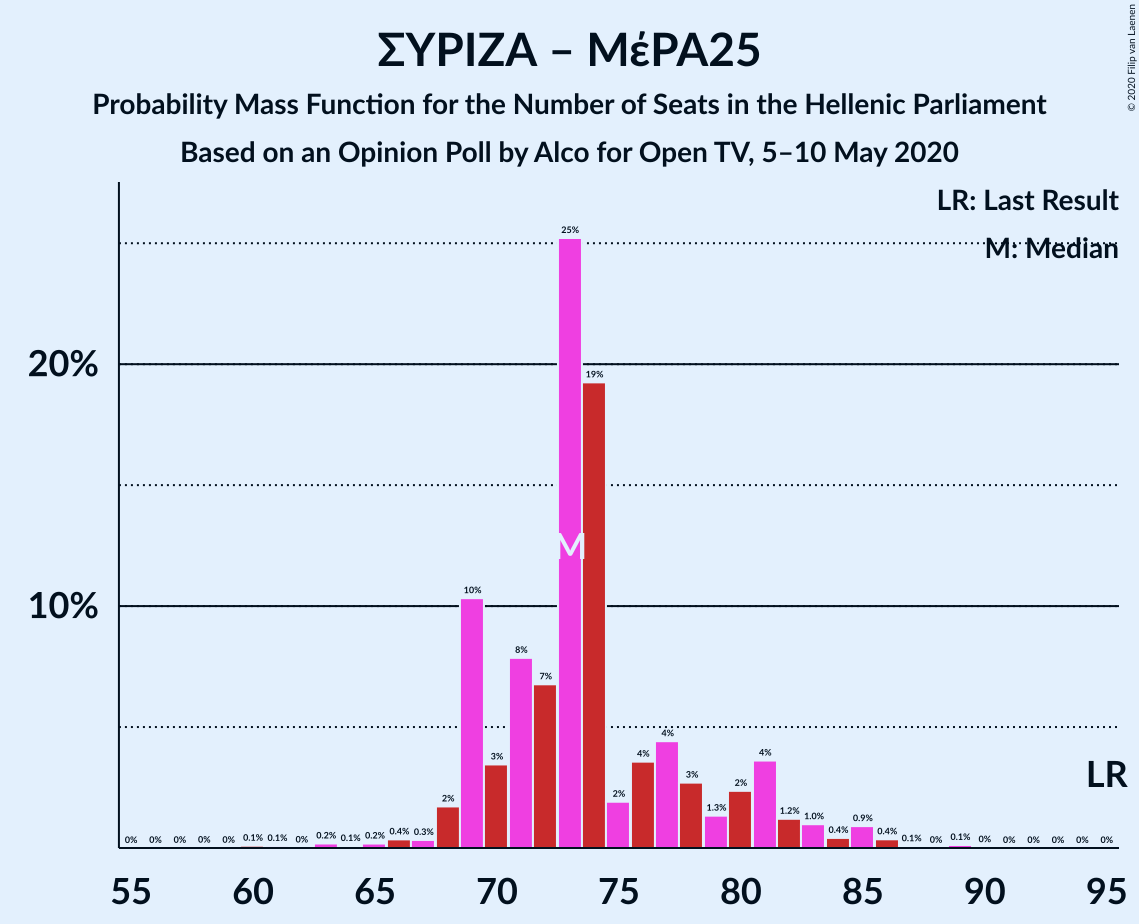 ΣΥΡΙΖΑ – ΜέΡΑ25
Probability Mass Function for the Number of Seats in the Hellenic Parliament
Based on an Opinion Poll by Alco for Open TV, 5–10 May 2020
© 2020 Filip van Laenen
LR: Last Result
M: Median
25%
20%
19%
M
10%
10%
8%
7%
4%
4%
4%
3%
3%
LR
2%
2%
2%
1.3%
1.2%
1.0%
0.9%
0% 0% 0% 0% 0% 0.1% 0.1% 0% 0.2% 0.1% 0.2% 0.4% 0.3% 0.4% 0.4% 0.1% 0% 0.1% 0% 0% 0% 0% 0% 0%
55 60 65 70 75 80 85 90 95